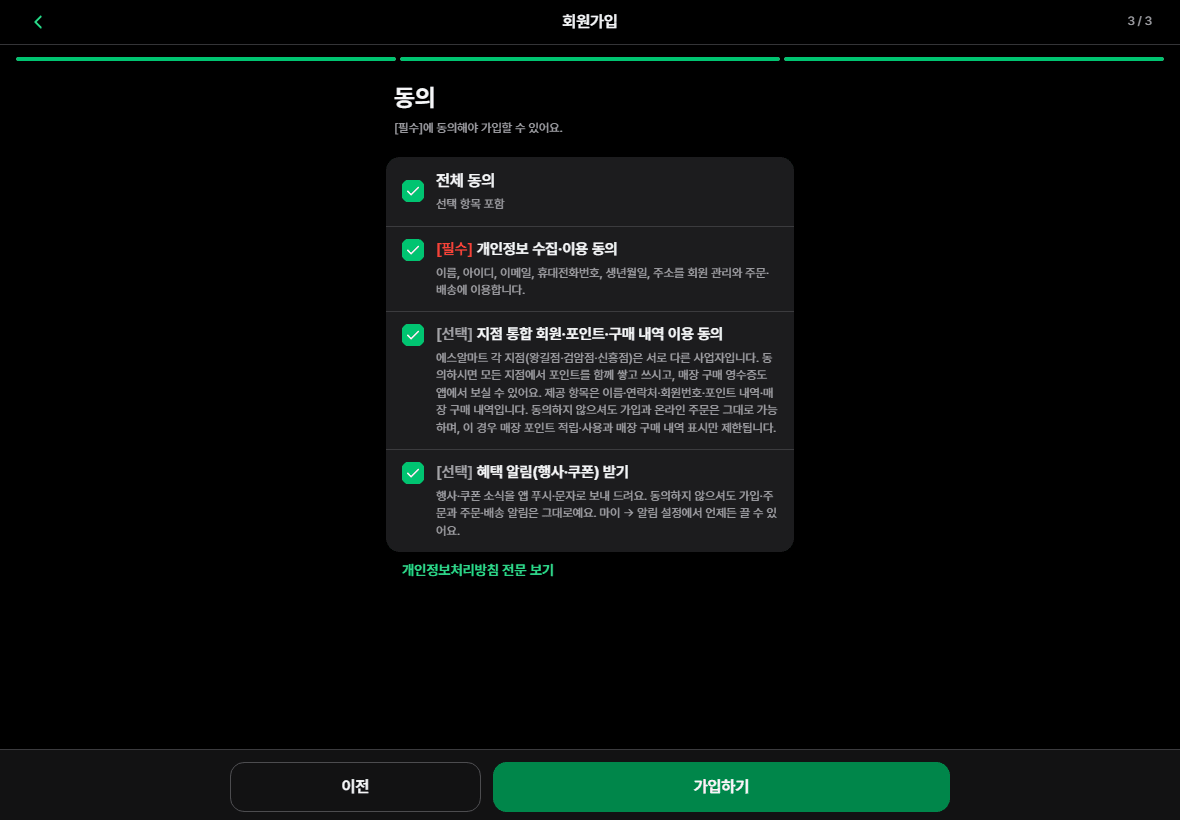 회원가입
3 / 3
동의
[필수]에 동의해야 가입할 수 있어요.
전체 동의
선택 항목 포함
[필수] 개인정보 수집·이용 동의
이름, 아이디, 이메일, 휴대전화번호, 생년월일, 주소를 회원 관리와 주문·
배송에 이용합니다.
[선택] 지점 통합 회원·포인트·구매 내역 이용 동의
에스알마트 각 지점(왕길점·검암점·신흥점)은 서로 다른 사업자입니다. 동
의하시면 모든 지점에서 포인트를 함께 쌓고 쓰시고, 매장 구매 영수증도
앱에서 보실 수 있어요. 제공 항목은 이름·연락처·회원번호·포인트 내역·매
장 구매 내역입니다. 동의하지 않으셔도 가입과 온라인 주문은 그대로 가능
하며, 이 경우 매장 포인트 적립·사용과 매장 구매 내역 표시만 제한됩니다.
[선택] 혜택 알림(행사·쿠폰) 받기
행사·쿠폰 소식을 앱 푸시·문자로 보내 드려요. 동의하지 않으셔도 가입·주
문과 주문·배송 알림은 그대로예요. 마이 → 알림 설정에서 언제든 끌 수 있
어요.
개인정보처리방침 전문 보기
이전
가입하기